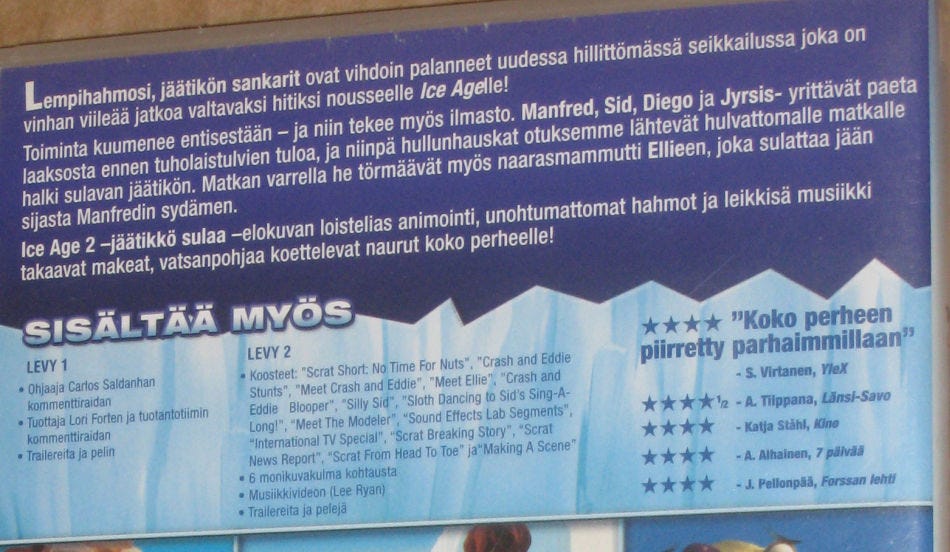 Lempihahmosi, jäätikön sankarit ovat vihdoin palanneet uudessa hillittömässä seikkailussa joka on
vinhan viileää jatkoa valtavaksi hitiksi nousseelle Ice Agelle!
Toiminta kuumenee entisestään – ja niin tekee myös ilmasto. Manfred, Sid, Diego ja Jyrsis- yrittävät paeta
laaksosta ennen tuholaistulvien tuloa, ja niinpä hullunhauskat otuksemme lähtevät hulvattomalle matkalle
halki sulavan jäätikön. Matkan varrella he törmäävät myös naarasmammutti Ellieen, joka sulattaa jään
sijasta Manfredin sydämen.
Ice Age 2 –jäätikkö sulaa –elokuvan loistelias animointi, unohtumattomat hahmot ja leikkisä musiikki
takaavat makeat, vatsanpohjaa koettelevat naurut koko perheelle!
SISÄLTÄÄ MYÖS
LEVY 1
• Ohjaaja Carlos Saldanhan
kommenttiraidan
• Tuottaja Lori Forten ja tuotantotiimin
kommenttiraidan
• Trailereita ja pelin
LEVY 2
• Koosteet: "Scrat Short: No Time For Nuts", "Crash and Eddie
Stunts", "Meet Crash and Eddie", "Meet Ellie", "Crash and
Eddie Blooper", "Silly Sid", "Sloth Dancing to Sid's Sing-A-
Long!", "Meet The Modeler", "Sound Effects Lab Segments",
"International TV Special", "Scrat Breaking Story", "Scrat
News Report", "Scrat From Head To Toe" ja"Making A Scene"
• 6 monikuvakulma kohtausta
• Musiikkivideon (Lee Ryan)
• Trailereita ja pelejä
★★★★ "Koko perheen
piirretty parhaimmillaan"
- S. Virtanen, YleX
★★★★½ - A. Tiippana, Länsi-Savo
★★★★ - Katja Ståhl, Kino
★★★★ - A. Alhainen, 7 päivää
★★★★ - J. Pellonpää, Forssan lehti